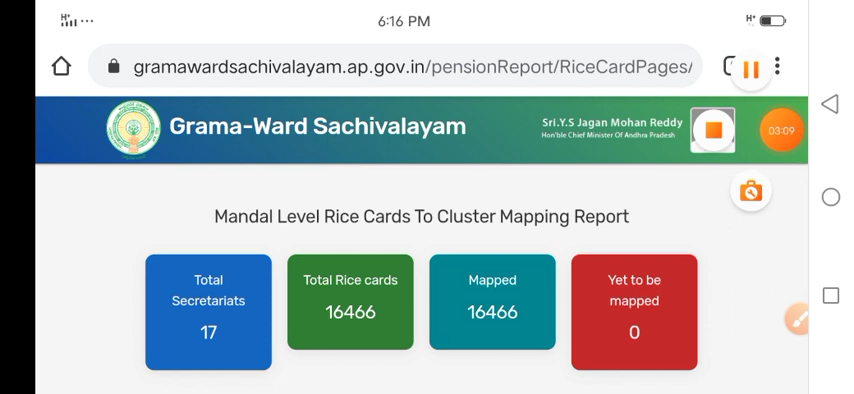 H+ 6:16 PM H+
gramawardsachivalayam.ap.gov.in/pensionReport/RiceCardPages/
Grama-Ward Sachivalayam
Sri.Y.S Jagan Mohan Reddy
Hon'ble Chief Minister Of Andhra Pradesh
03:09
Mandal Level Rice Cards To Cluster Mapping Report
Total
Secretariats
17
Total Rice cards
16466
Mapped
16466
Yet to be
mapped
0